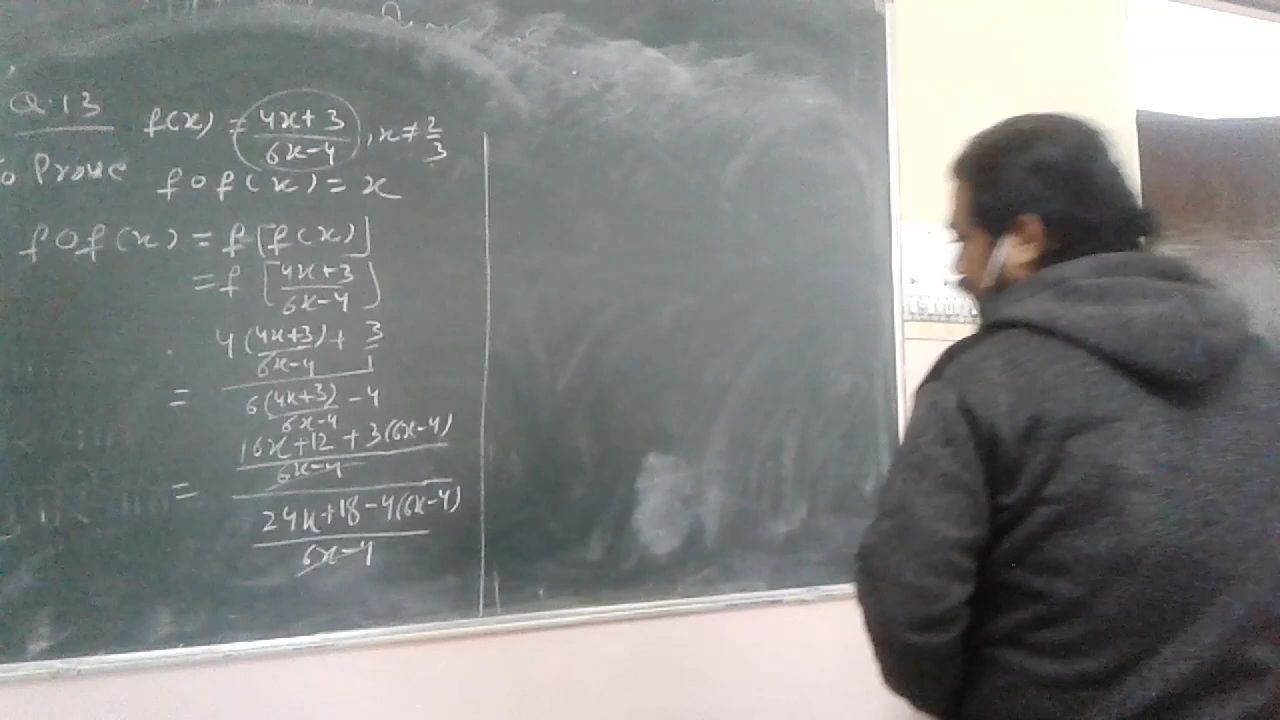 Q.13 f(x) = 4x+3 / 6x-4 , x ≠ 2/3
To Prove fof(x) = x
fof(x) = f[f(x)]
= f[4x+3 / 6x-4]
= 4(4x+3 / 6x-4) + 3/1 / 6(4x+3 / 6x-4) - 4
= 16x+12 + 3(6x-4) / 6x-4 / 24x+18-4(6x-4) / 6x-4